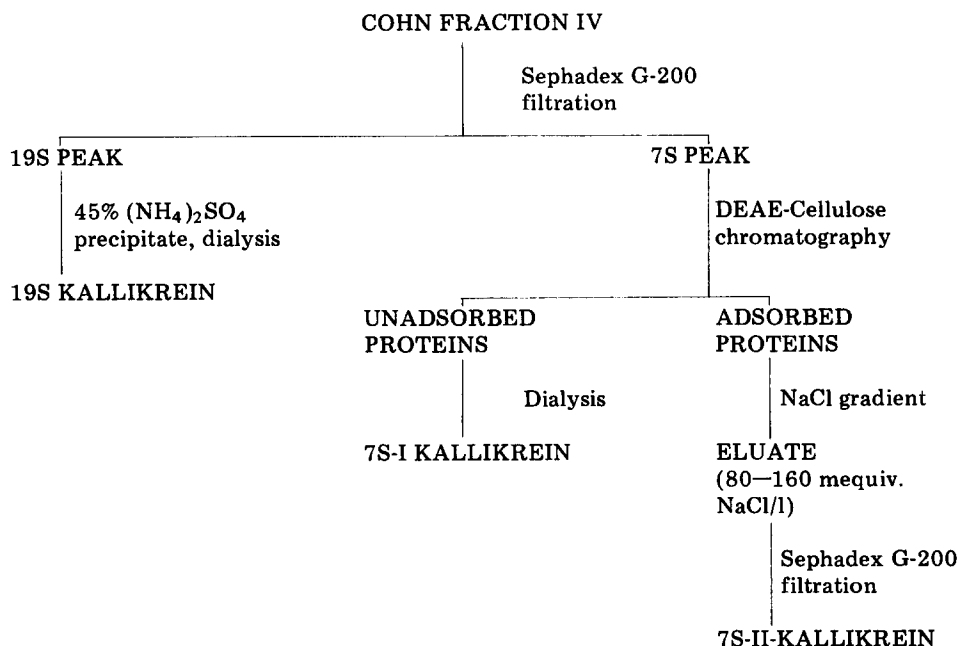 COHN FRACTION IV
Sephadex G-200
filtration
19S PEAK
7S PEAK
45% (NH₄)₂SO₄
precipitate, dialysis
DEAE-Cellulose
chromatography
19S KALLIKREIN
UNADSORBED
PROTEINS
ADSORBED
PROTEINS
Dialysis
NaCl gradient
7S-I KALLIKREIN
ELUATE
(80—160 mequiv.
NaCl/l)
Sephadex G-200
filtration
7S-II-KALLIKREIN